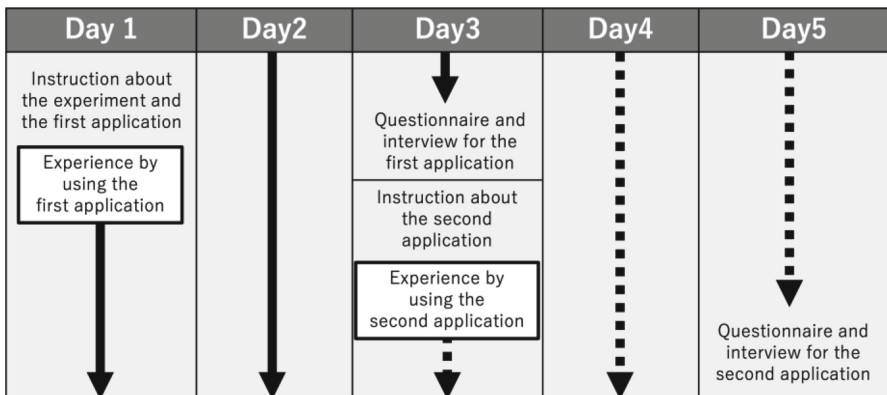 Day 1
Day2
Day3
Day4
Day5
Instruction about
the experiment and
the first application
Experience by
using the
first application
Questionnaire and
interview for the
first application
Instruction about
the second
application
Experience by
using the
second application
Questionnaire and
interview for the
second application